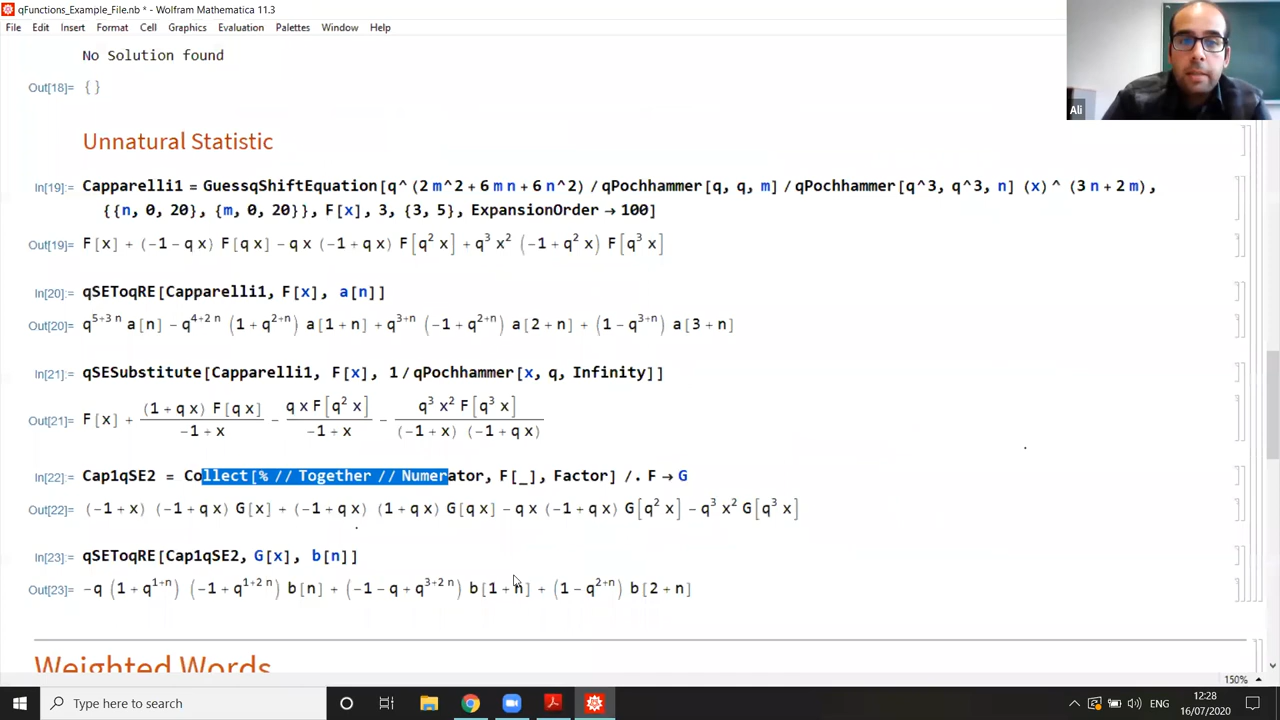 qFunctions_Example_File.nb * - Wolfram Mathematica 11.3
File Edit Insert Format Cell Graphics Evaluation Palettes Window Help
No Solution found
Out[18]= {}
Unnatural Statistic
In[19]:= Capparelli1 = GuessqShiftEquation[q^(2 m^2 + 6 m n + 6 n^2) / qPochhammer[q, q, m] / qPochhammer[q^3, q^3, n] (x)^(3 n + 2 m),
{{n, 0, 20}, {m, 0, 20}}, F[x], 3, {3, 5}, ExpansionOrder → 100]
Out[19]= F[x] + (-1 - q x) F[q x] - q x (-1 + q x) F[q^2 x] + q^3 x^2 (-1 + q^2 x) F[q^3 x]
In[20]:= qSEToqRE[Capparelli1, F[x], a[n]]
Out[20]= q^(5+3 n) a[n] - q^(4+2 n) (1 + q^(2+n)) a[1 + n] + q^(3+n) (-1 + q^(2+n)) a[2 + n] + (1 - q^(3+n)) a[3 + n]
In[21]:= qSESubstitute[Capparelli1, F[x], 1 / qPochhammer[x, q, Infinity]]
Out[21]= F[x] + (1 + q x) F[q x] / (-1 + x) - q x F[q^2 x] / (-1 + x) - q^3 x^2 F[q^3 x] / ((-1 + x) (-1 + q x))
In[22]:= Cap1qSE2 = Collect[% // Together // Numerator, F[_], Factor] /. F → G
Out[22]= (-1 + x) (-1 + q x) G[x] + (-1 + q x) (1 + q x) G[q x] - q x (-1 + q x) G[q^2 x] - q^3 x^2 G[q^3 x]
In[23]:= qSEToqRE[Cap1qSE2, G[x], b[n]]
Out[23]= -q (1 + q^(1+n)) (-1 + q^(1+2 n)) b[n] + (-1 - q + q^(3+2 n)) b[1 + n] + (1 - q^(2+n)) b[2 + n]
Weighted Words
150%
Ali
Type here to search
ENG
12:28
16/07/2020